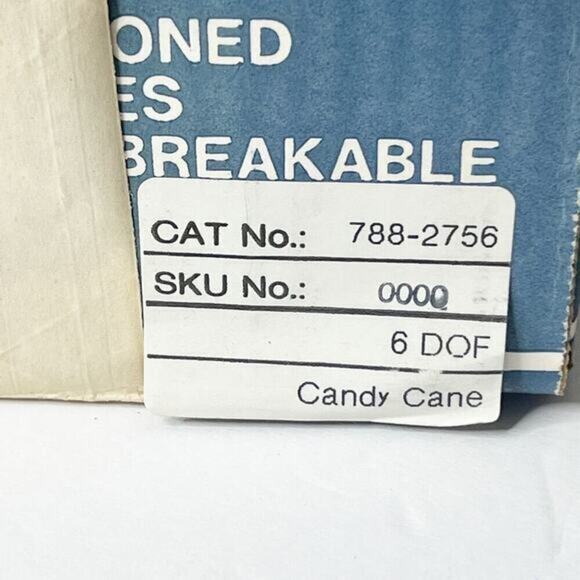 ONED
ES
BREAKABLE
CAT No.: 788-2756
SKU No.: 0000
6 DOF
Candy Cane